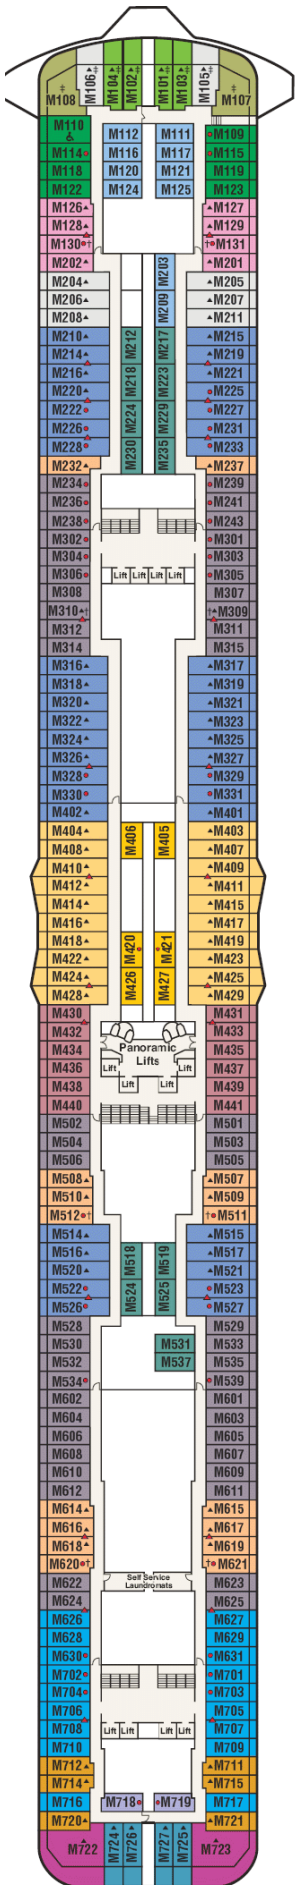 M108 M106 M104 M102 M101 M103 M105 M107
M110 M112 M111 M109
M114 M116 M117 M115
M118 M120 M121 M119
M122 M124 M125 M123
M126 M127
M128 M129
M130 M131
M202 M203 M201
M204 M205
M206 M209 M207
M208 M211
M210 M212 M217 M215
M214 M219
M216 M218 M223 M221
M220 M225
M222 M224 M229 M227
M226 M231
M228 M230 M235 M233
M232 M237
M234 M239
M236 M241
M238 M243
M302 M301
M304 M303
M306 Lift Lift Lift Lift M305
M308 M307
M310 M309
M312 M311
M314 M315
M316 M317
M318 M319
M320 M321
M322 M323
M324 M325
M326 M327
M328 M329
M330 M331
M402 M401
M404 M406 M405 M403
M408 M407
M410 M409
M412 M411
M414 M415
M416 M417
M418 M420 M421 M419
M422 M423
M424 M426 M427 M425
M428 M429
M430 M431
M432 M433
M434 Panoramic M435
Lifts
M436 Lift Lift M437
M438 Lift Lift M439
M440 M441
M502 M501
M504 M503
M506 M505
M508 M507
M510 M509
M512 M511
M514 M515
M516 M518 M519 M517
M520 M521
M522 M524 M525 M523
M526 M527
M528 M529
M530 M531 M533
M532 M537 M535
M534 M539
M602 M601
M604 M603
M606 M605
M608 M607
M610 M609
M612 M611
M614 M615
M616 M617
M618 M619
M620 M621
M622 Self Service M623
Laundromats
M624 M625
M626 M627
M628 M629
M630 M631
M702 M701
M704 M703
M706 M705
M708 Lift Lift Lift Lift M707
M710 M709
M712 M711
M714 M715
M716 M718 M719 M717
M720 M721
M722 M724 M726 M727 M725 M723